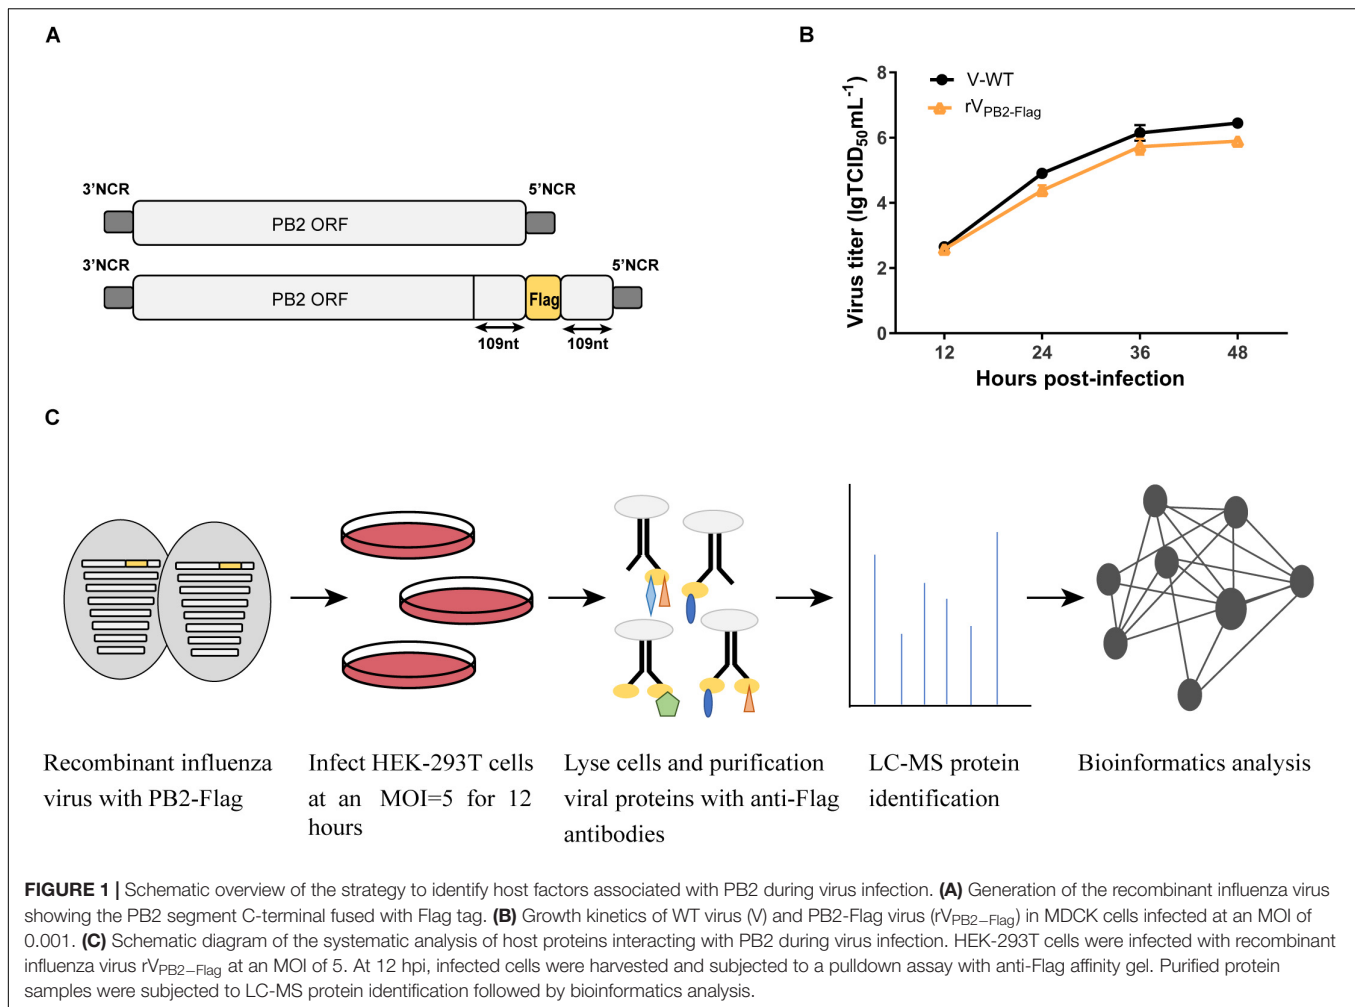 A
3'NCR
5'NCR
PB2 ORF
3'NCR
5'NCR
PB2 ORF
Flag
109nt
109nt
B
Virus titer (lgTCID50mL-1)
8
6
4
2
0
V-WT
rVPB2-Flag
12
24
36
48
Hours post-infection
C
Recombinant influenza
virus with PB2-Flag
Infect HEK-293T cells
at an MOI=5 for 12
hours
Lyse cells and purification
viral proteins with anti-Flag
antibodies
LC-MS protein
identification
Bioinformatics analysis
FIGURE 1 | Schematic overview of the strategy to identify host factors associated with PB2 during virus infection. (A) Generation of the recombinant influenza virus
showing the PB2 segment C-terminal fused with Flag tag. (B) Growth kinetics of WT virus (V) and PB2-Flag virus (rVPB2−Flag) in MDCK cells infected at an MOI of
0.001. (C) Schematic diagram of the systematic analysis of host proteins interacting with PB2 during virus infection. HEK-293T cells were infected with recombinant
influenza virus rVPB2−Flag at an MOI of 5. At 12 hpi, infected cells were harvested and subjected to a pulldown assay with anti-Flag affinity gel. Purified protein
samples were subjected to LC-MS protein identification followed by bioinformatics analysis.